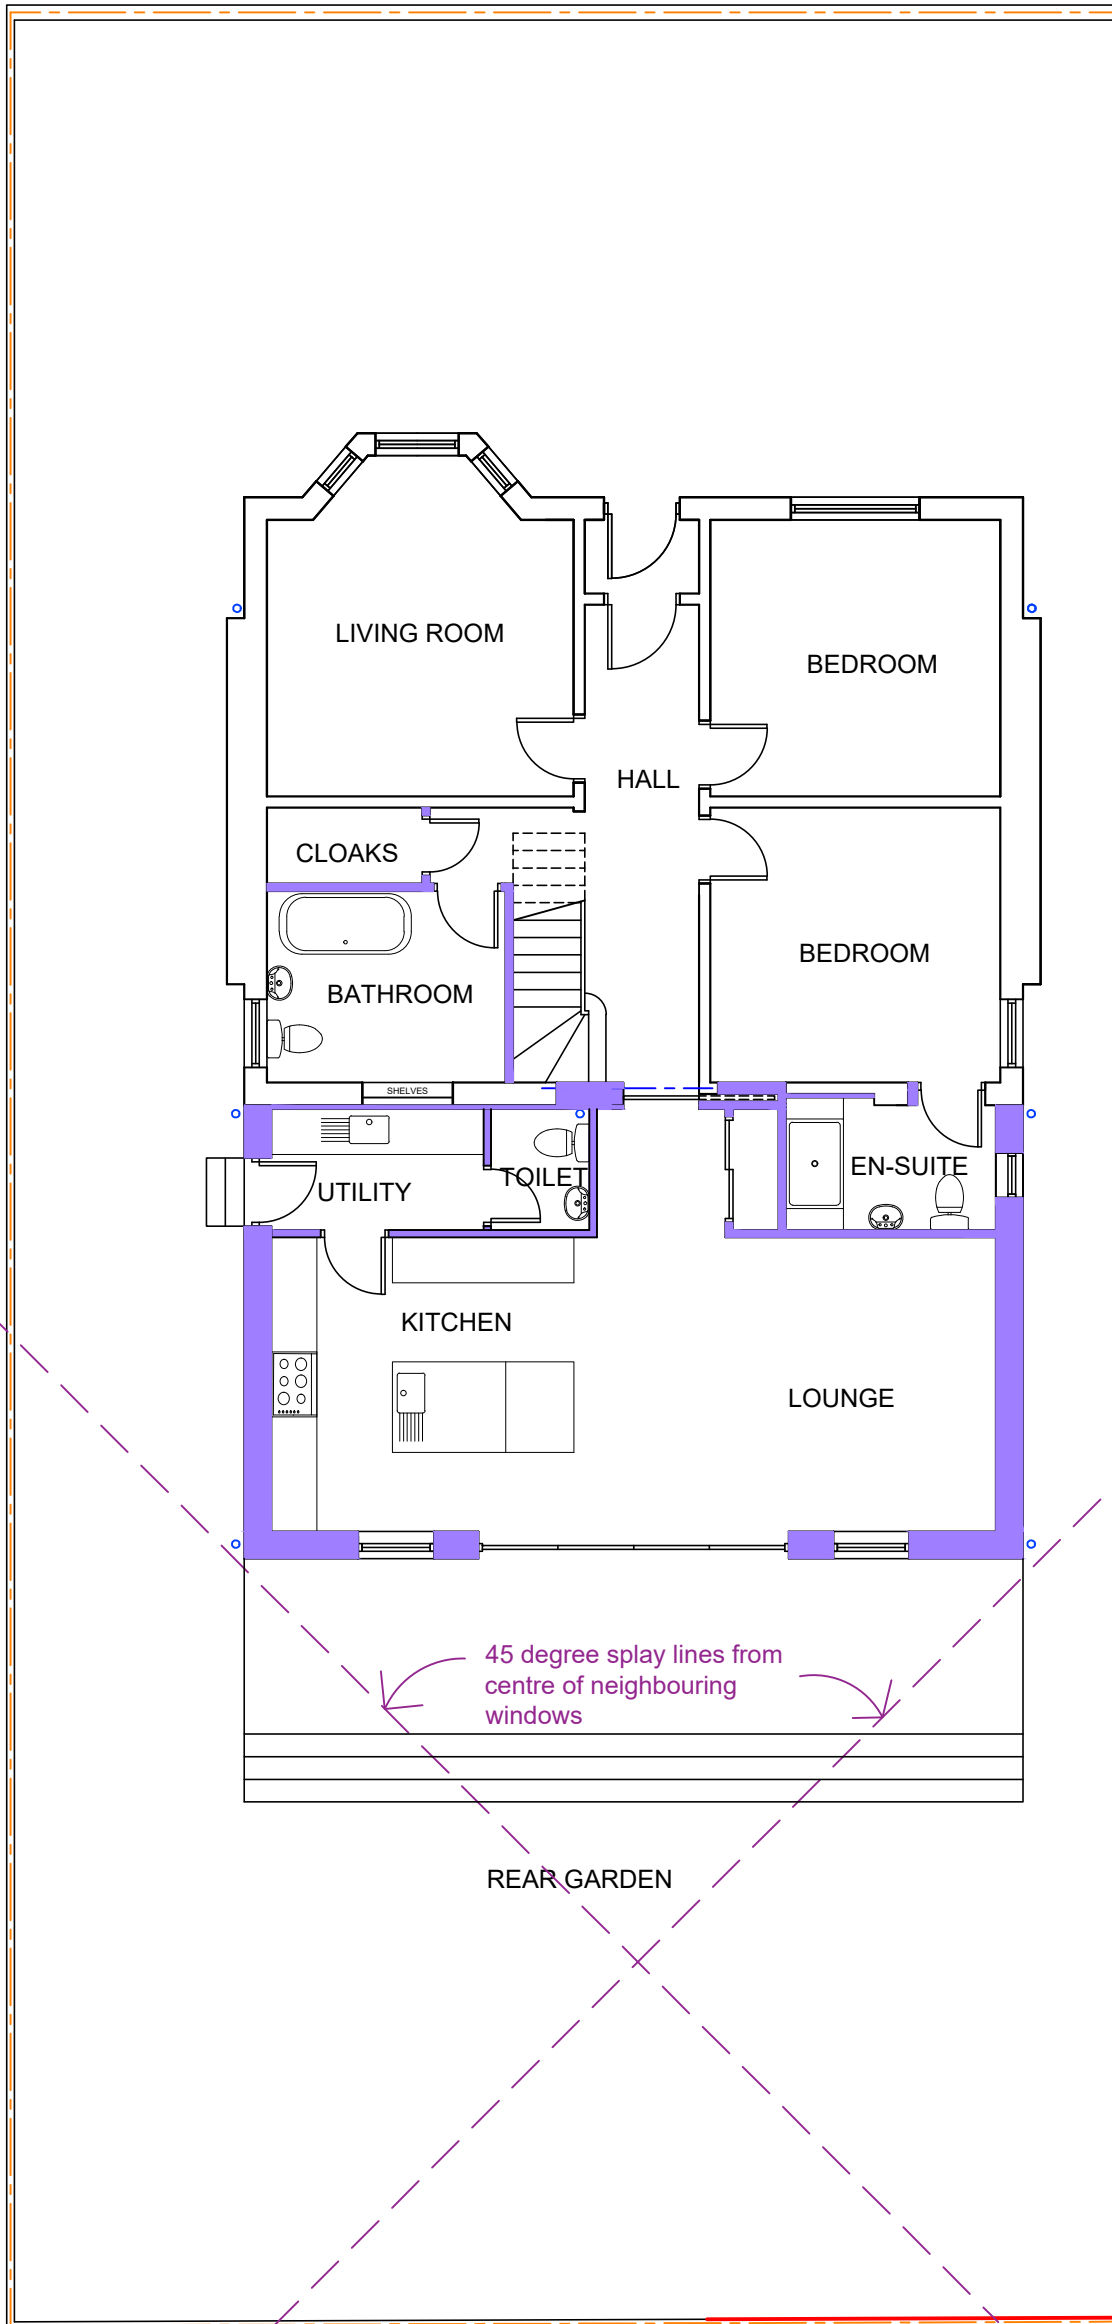 LIVING ROOM
BEDROOM
HALL
CLOAKS
BEDROOM
BATHROOM
SHELVES
TOILET
EN-SUITE
UTILITY
KITCHEN
LOUNGE
45 degree splay lines from
centre of neighbouring
windows
REAR GARDEN